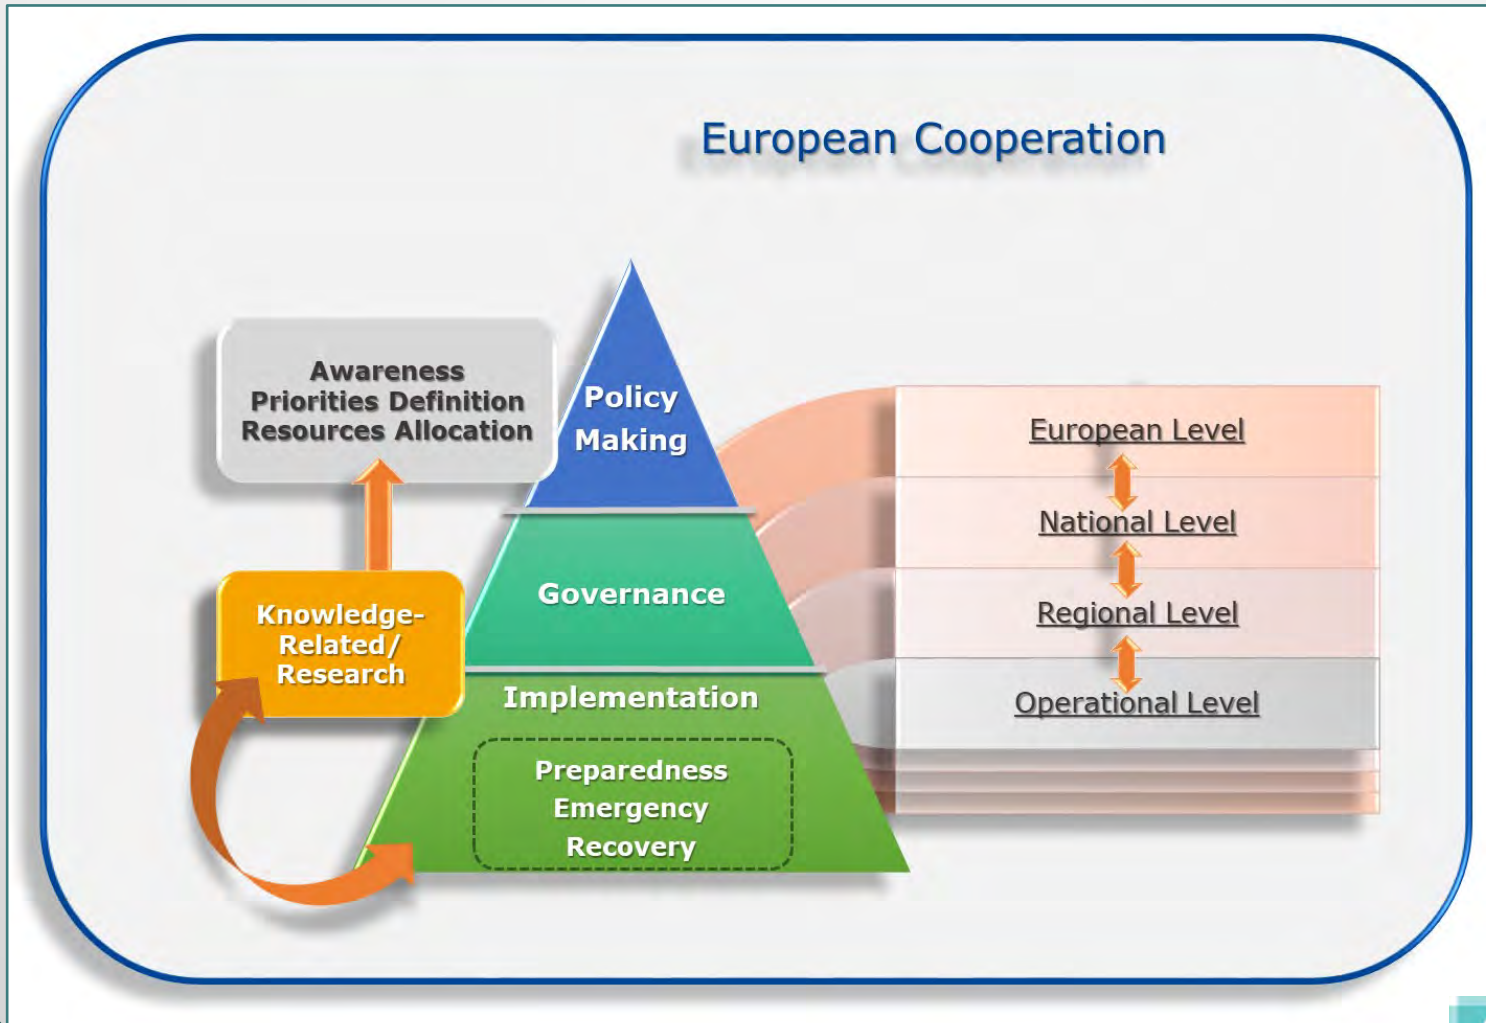 European Cooperation
Awareness
Priorities Definition
Resources Allocation
Knowledge-
Related/
Research
Policy
Making
Governance
Implementation
Preparedness
Emergency
Recovery
European Level
National Level
Regional Level
Operational Level